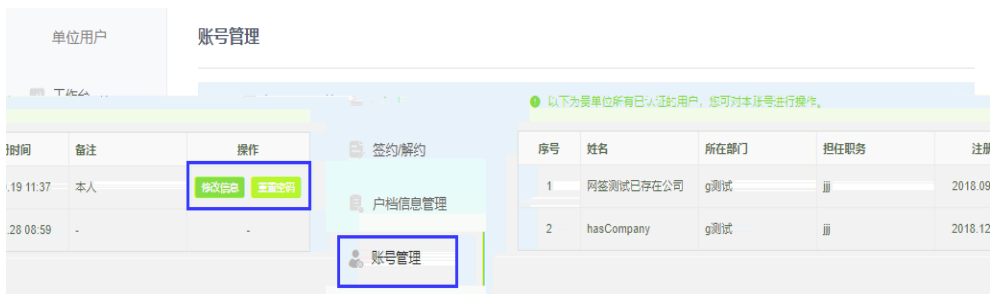 单位用户
账号管理
工作台
以下为贵单位所有已认证的用户，您可对本账号进行操作。
时间 备注 操作
.19 11:37 本人 修改信息 重置密码
.28 08:59 - -
签约/解约
户档信息管理
账号管理
序号 姓名 所在部门 担任职务 注册
1 网签测试已存在公司 g测试 jjj 2018.09
2 hasCompany g测试 jjj 2018.12